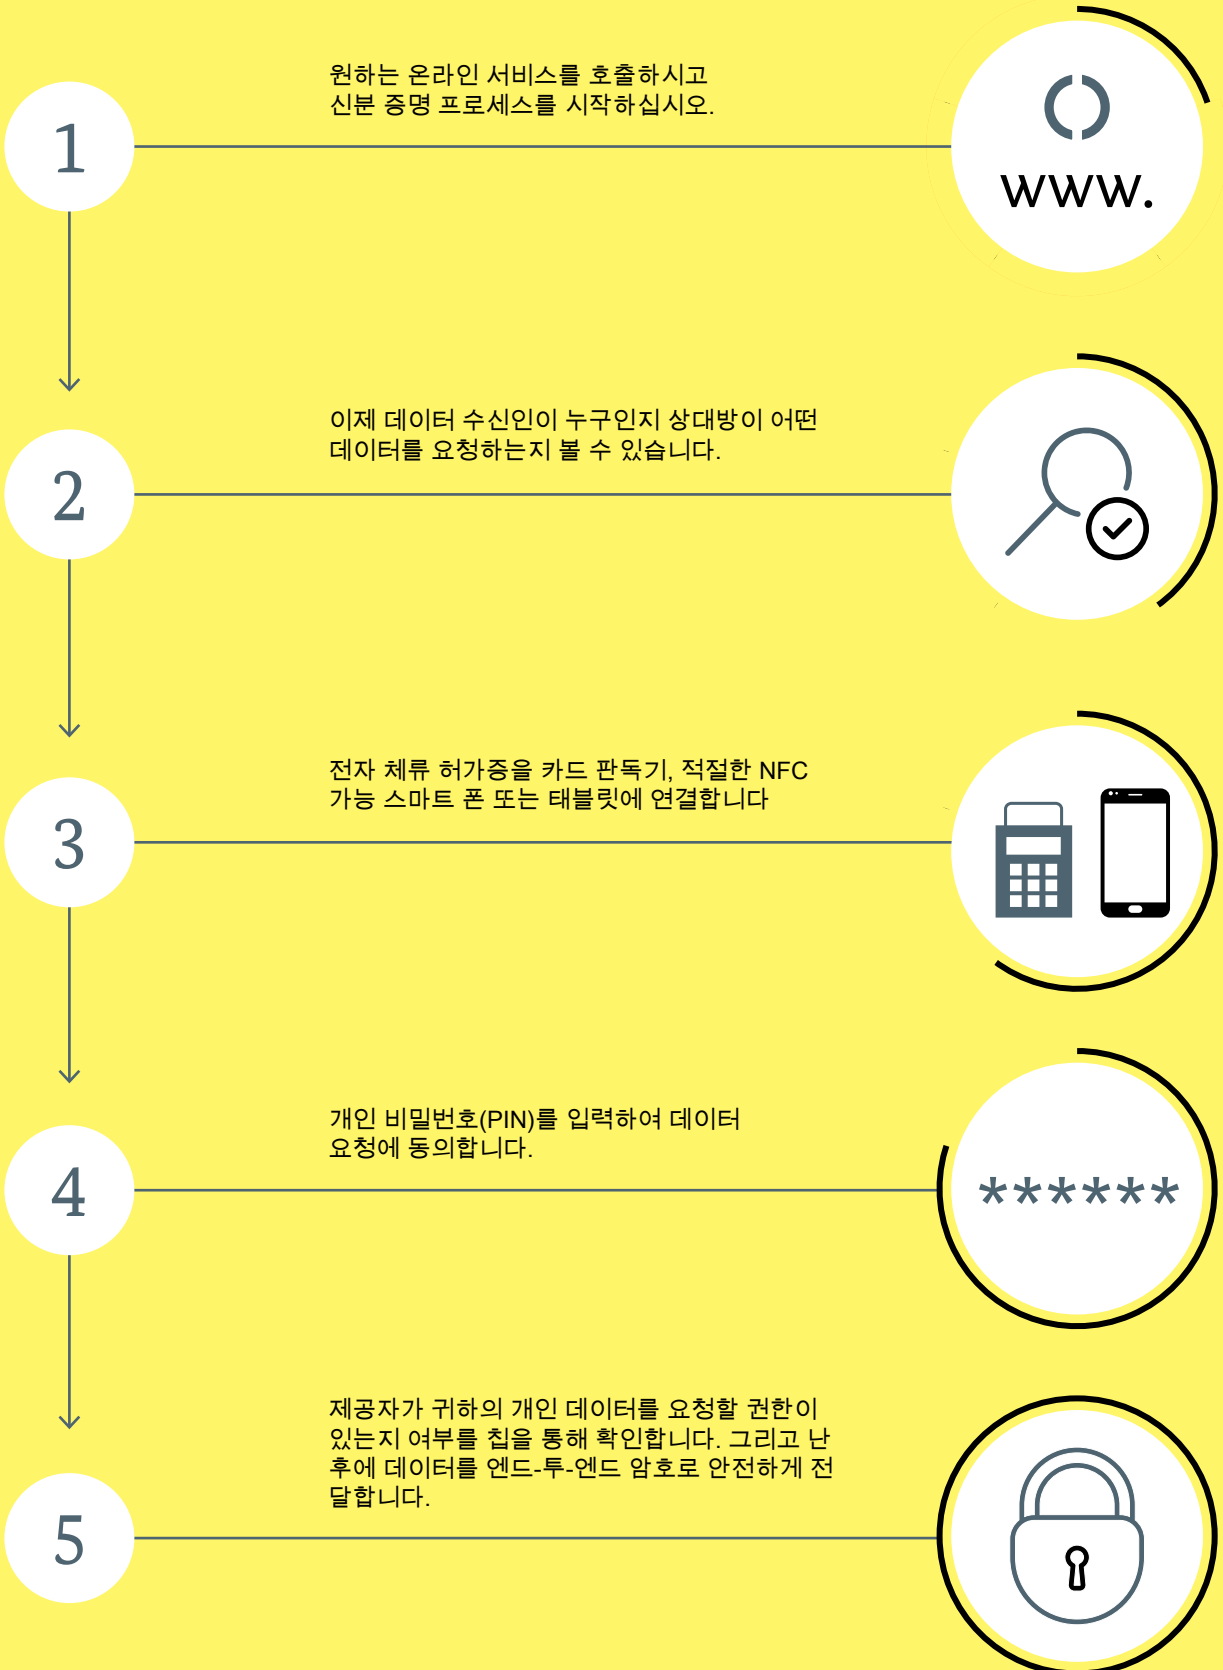 원하는 온라인 서비스를 호출하시고
신분 증명 프로세스를 시작하십시오.
1
www.
이제 데이터 수신인이 누구인지 상대방이 어떤
데이터를 요청하는지 볼 수 있습니다.
2
전자 체류 허가증을 카드 판독기, 적절한 NFC
가능 스마트 폰 또는 태블릿에 연결합니다
3
개인 비밀번호(PIN)를 입력하여 데이터
요청에 동의합니다.
4
******
제공자가 귀하의 개인 데이터를 요청할 권한이
있는지 여부를 칩을 통해 확인합니다. 그리고 난
후에 데이터를 엔드-투-엔드 암호로 안전하게 전
달합니다.
5